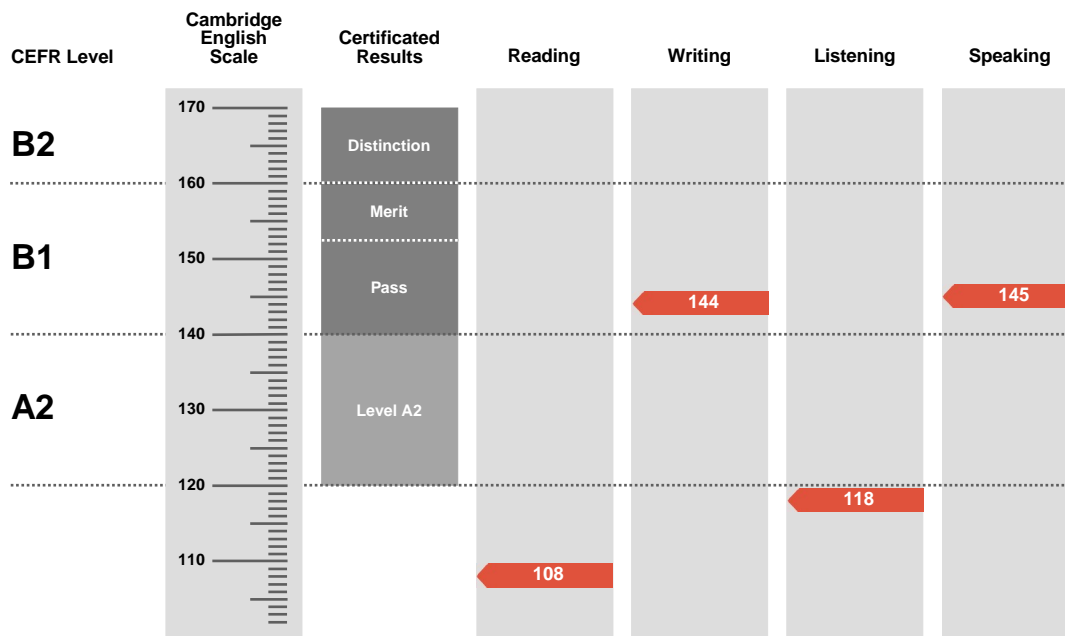 CEFR Level
Cambridge
English
Scale
Certificated
Results
Reading
Writing
Listening
Speaking
170
B2
Distinction
160
Merit
B1
150
Pass
144
145
140
A2
130
Level A2
120
118
110
108